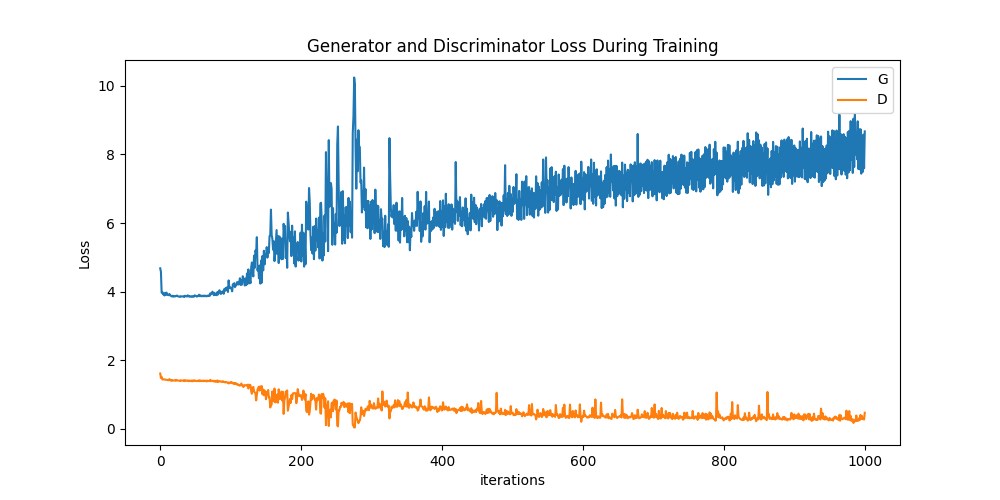 Generator and Discriminator Loss During Training
G
D
Loss
10
8
6
4
2
0
0 200 400 600 800 1000
iterations